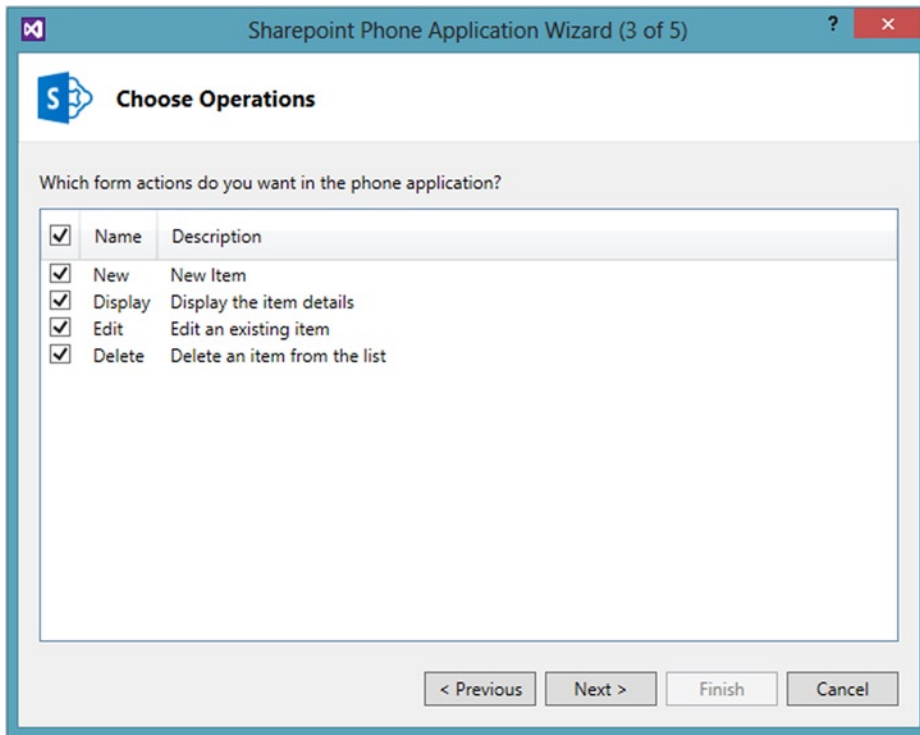 Sharepoint Phone Application Wizard (3 of 5) ?
S
Choose Operations
Which form actions do you want in the phone application?
Name Description
New New Item
Display Display the item details
Edit Edit an existing item
Delete Delete an item from the list
< Previous Next > Finish Cancel